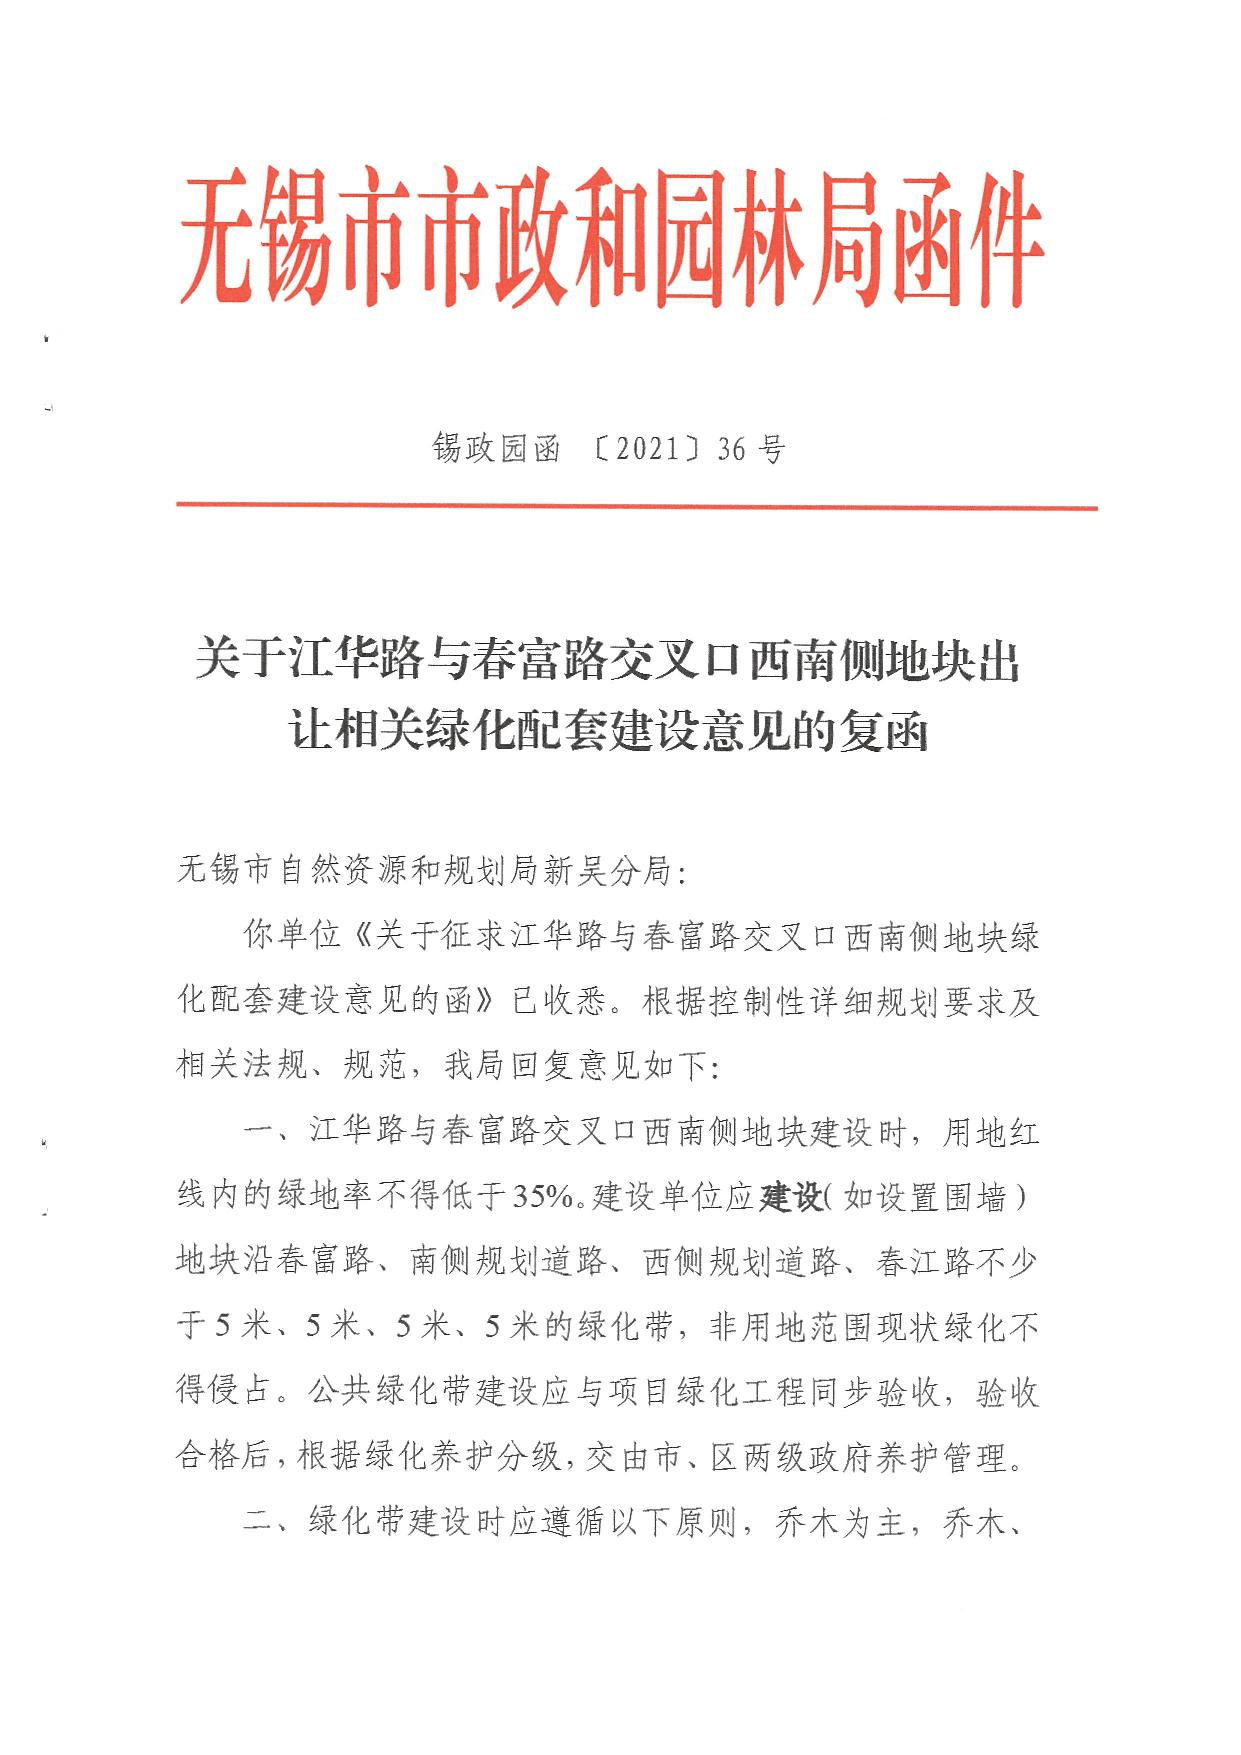 无锡市市政和园林局函件
锡政园函 〔2021〕36 号
关于江华路与春富路交叉口西南侧地块出
让相关绿化配套建设意见的复函
无锡市自然资源和规划局新吴分局：
你单位《关于征求江华路与春富路交叉口西南侧地块绿
化配套建设意见的函》已收悉。根据控制性详细规划要求及
相关法规、规范，我局回复意见如下：
一、江华路与春富路交叉口西南侧地块建设时，用地红
线内的绿地率不得低于 35%。建设单位应建设（如设置围墙）
地块沿春富路、南侧规划道路、西侧规划道路、春江路不少
于 5 米、5 米、5 米、5 米的绿化带，非用地范围现状绿化不
得侵占。公共绿化带建设应与项目绿化工程同步验收，验收
合格后，根据绿化养护分级，交由市、区两级政府养护管理。
二、绿化带建设时应遵循以下原则，乔木为主，乔木、